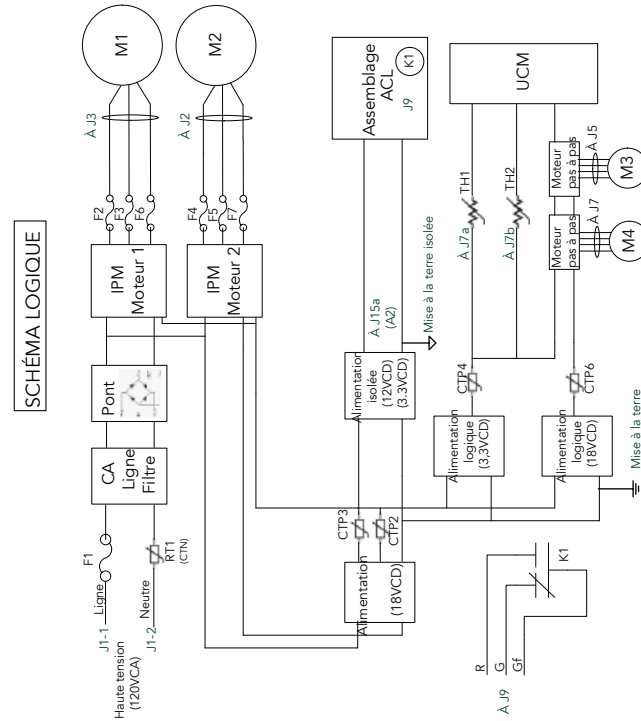 SCHÉMA LOGIQUE
M1
M2
À J3
À J2
F2
F3
F6
F4
F5
F7
IPM
Moteur 1
IPM
Moteur 2
Pont
CA
Ligne
Filtre
F1
RT1
(CTN)
Ligne
Neutre
J1-1
J1-2
Haute tension
(120VCA)
Assemblage
ACL
K1
J9
À J15a
(A2)
Mise à la terre isolée
Alimentation
isolée
(12VCD)
(3.3VCD)
CTP3
CTP2
Alimentation
(18VCD)
UCM
TH1
TH2
À J7a
À J7b
Moteur
pas à pas
À J5
M3
Moteur
pas à pas
À J7
M4
CTP4
CTP6
Alimentation
logique
(3,3VCD)
Alimentation
logique
(18VCD)
Mise à la terre
K1
R
G
Gf
À J9